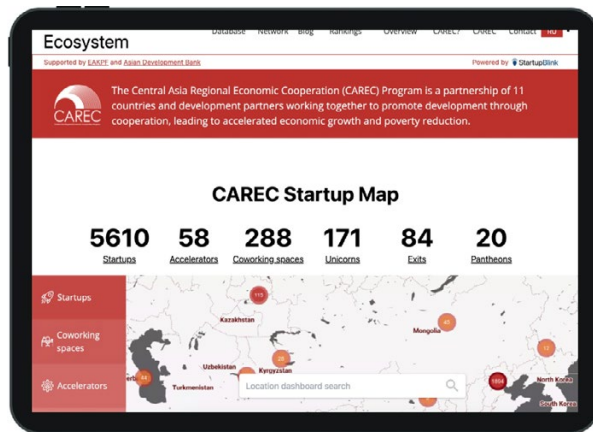 Ecosystem
Database Network Blog Rankings Overview CAREC? CAREC Contact RU
Supported by EAKPF and Asian Development Bank
Powered by StartupBlink
CAREC
The Central Asia Regional Economic Cooperation (CAREC) Program is a partnership of 11
countries and development partners working together to promote development through
cooperation, leading to accelerated economic growth and poverty reduction.
CAREC Startup Map
5610 58 288 171 84 20
Startups Accelerators Coworking spaces Unicorns Exits Pantheons
Startups
Coworking
spaces
Accelerators
Kazakhstan
Mongolia
Uzbekistan
Kyrgyzstan
Turkmenistan
North Korea
South Korea
Location dashboard search